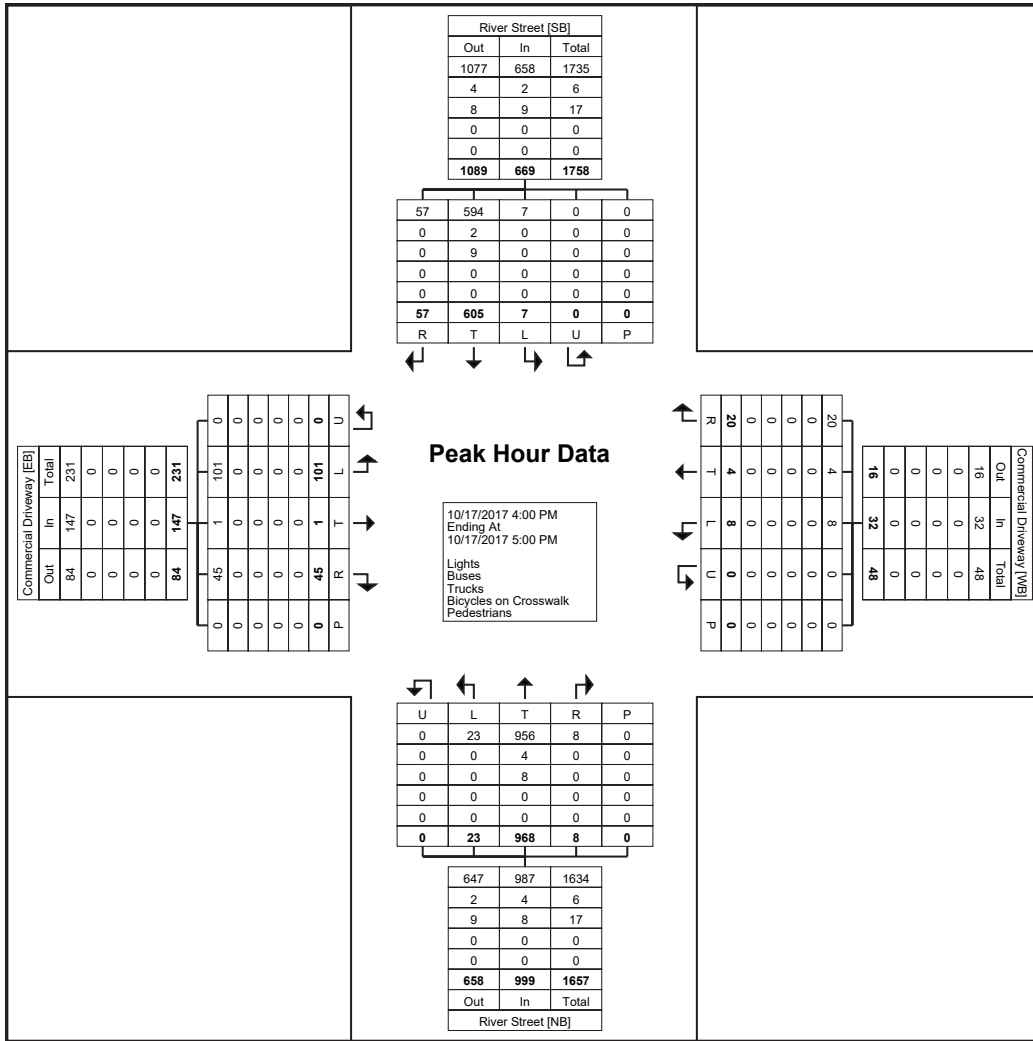 River Street [SB]
Out In Total
1077 658 1735
4 2 6
8 9 17
0 0 0
0 0 0
1089 669 1758
57 594 7 0 0
0 2 0 0 0
0 9 0 0 0
0 0 0 0 0
0 0 0 0 0
57 605 7 0 0
R T L U P
Commercial Driveway [EB]
Total 231 0 0 0 0 231
In 147 0 0 0 0 147
Out 84 0 0 0 0 84
0 0 0 0 0 0 U
101 0 0 0 0 101 L
1 0 0 0 0 1 T
45 0 0 0 0 45 R
0 0 0 0 0 0 P
Peak Hour Data
10/17/2017 4:00 PM
Ending At
10/17/2017 5:00 PM
Lights
Buses
Trucks
Bicycles on Crosswalk
Pedestrians
R 20 0 0 0 0 20
T 4 0 0 0 0 4
L 8 0 0 0 0 8
U 0 0 0 0 0 0
P 0 0 0 0 0 0
Commercial Driveway [WB]
Out 16 0 0 0 0 16
In 32 0 0 0 0 32
Total 48 0 0 0 0 48
U L T R P
0 23 956 8 0
0 0 4 0 0
0 0 8 0 0
0 0 0 0 0
0 0 0 0 0
0 23 968 8 0
647 987 1634
2 4 6
9 8 17
0 0 0
0 0 0
658 999 1657
Out In Total
River Street [NB]